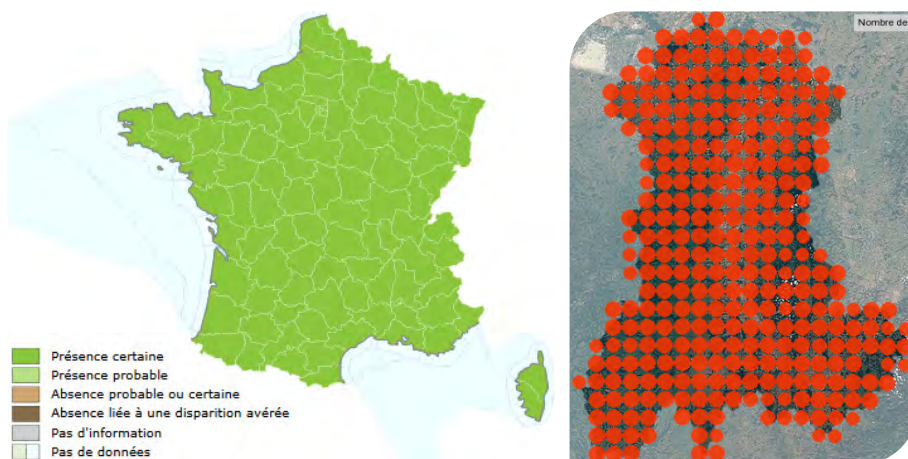 Présence certaine
Présence probable
Absence probable ou certaine
Absence liée à une disparition avérée
Pas d'information
Pas de données
Nombre de